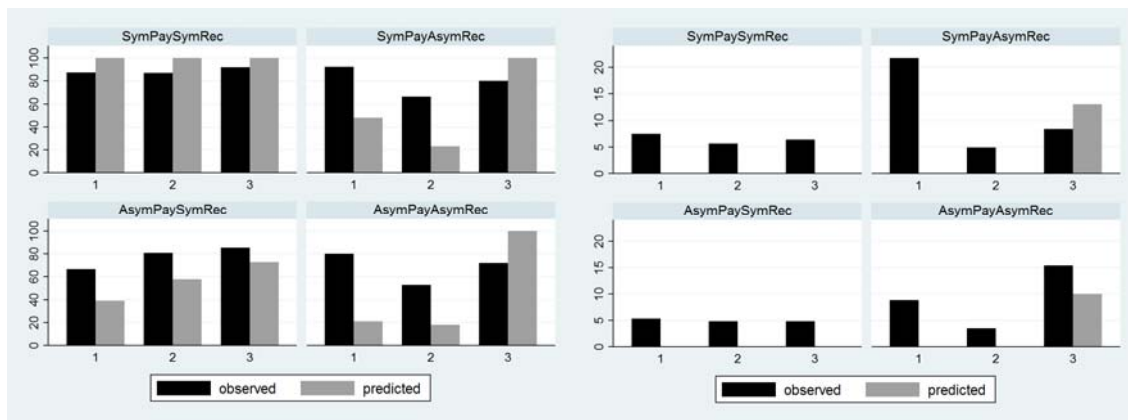 SymPaySymRec
SymPayAsymRec
0 20 40 60 80 100
1 2 3
1 2 3
AsymPaySymRec
AsymPayAsymRec
0 20 40 60 80 100
1 2 3
1 2 3
observed predicted
SymPaySymRec
SymPayAsymRec
0 5 10 15 20
1 2 3
1 2 3
AsymPaySymRec
AsymPayAsymRec
0 5 10 15 20
1 2 3
1 2 3
observed predicted